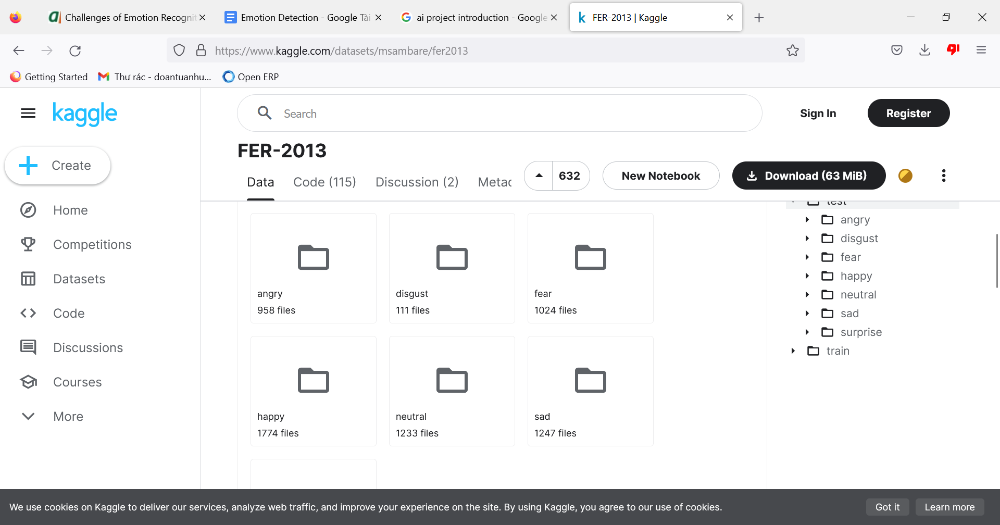 Challenges of Emotion Recognit
Emotion Detection - Google Tài
ai project introduction - Google
FER-2013 | Kaggle
https://www.kaggle.com/datasets/msambare/fer2013
Getting Started
Thư rác - doantuanhu...
Open ERP
kaggle
Search
Sign In
Register
Create
FER-2013
Data
Code (115)
Discussion (2)
Metad
632
New Notebook
Download (63 MiB)
Home
Competitions
Datasets
Code
Discussions
Courses
More
angry
958 files
disgust
111 files
fear
1024 files
happy
1774 files
neutral
1233 files
sad
1247 files
test
angry
disgust
fear
happy
neutral
sad
surprise
train
We use cookies on Kaggle to deliver our services, analyze web traffic, and improve your experience on the site. By using Kaggle, you agree to our use of cookies.
Got it
Learn more